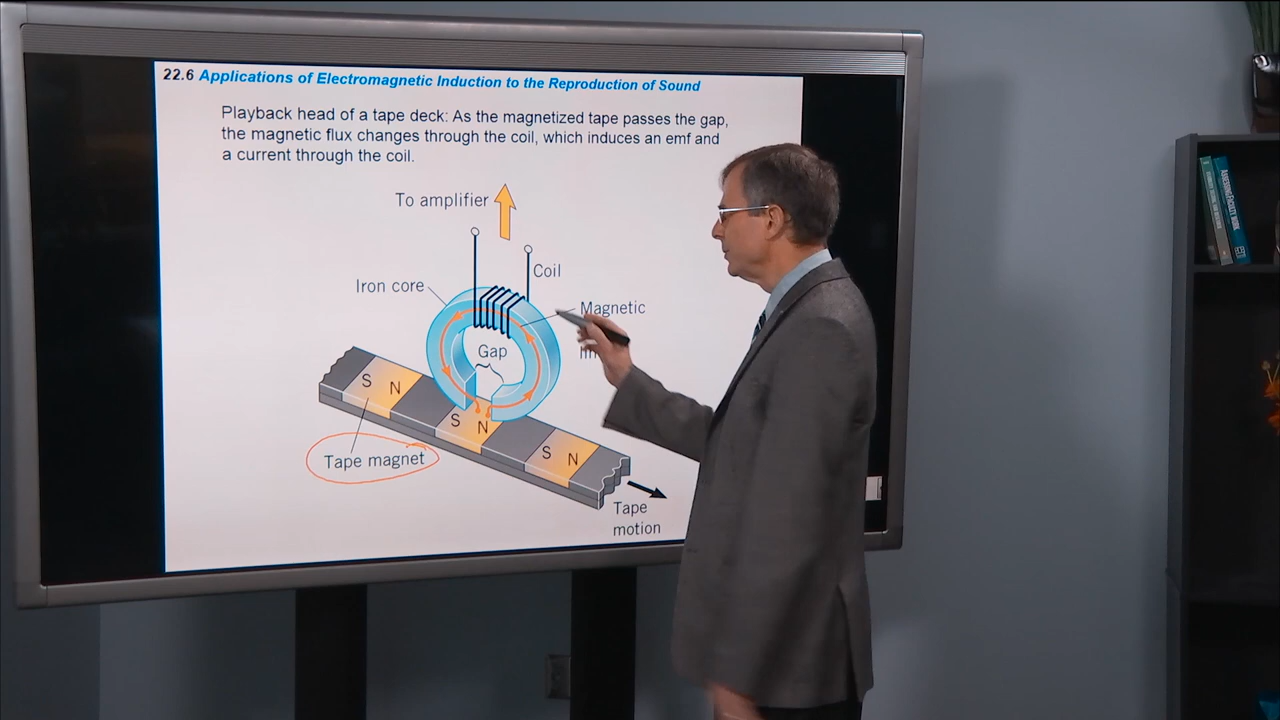 22.6 Applications of Electromagnetic Induction to the Reproduction of Sound
Playback head of a tape deck: As the magnetized tape passes the gap,
the magnetic flux changes through the coil, which induces an emf and
a current through the coil.
To amplifier
Coil
Iron core
Magnetic
Gap
S N
S N
S N
Tape magnet
Tape
motion